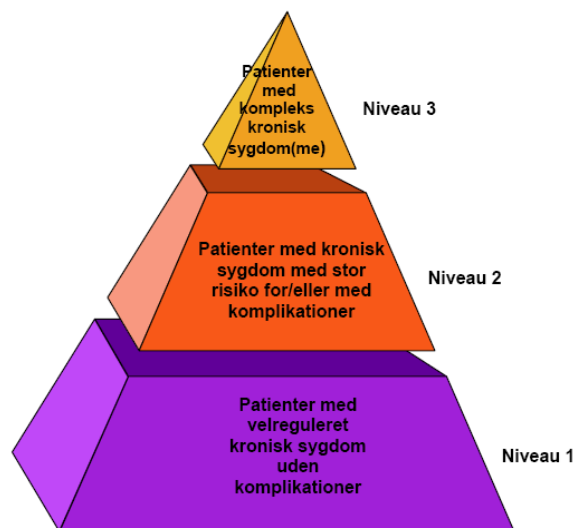 Patienter
med
kompleks
kronisk
sygdom(me)
Niveau 3
Patienter med kronisk
sygdom med stor
risiko for/eller med
komplikationer
Niveau 2
Patienter med
velreguleret
kronisk sygdom
uden
komplikationer
Niveau 1